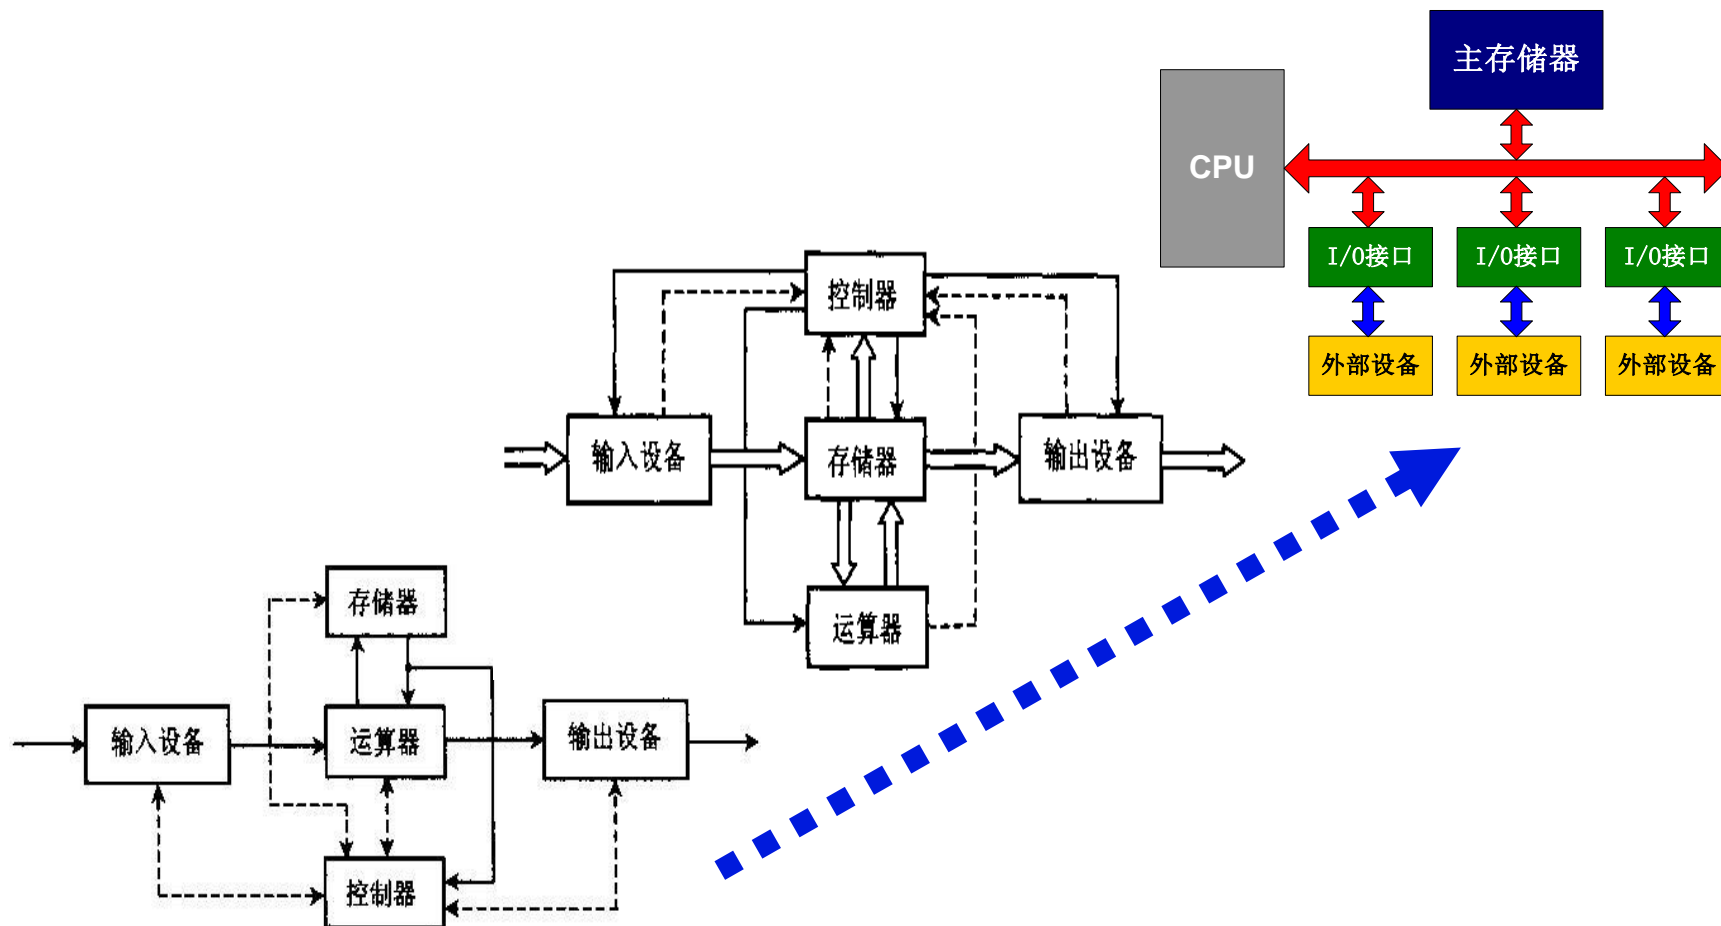 主存储器
CPU
I/O接口
I/O接口
I/O接口
外部设备
外部设备
外部设备
控制器
输入设备
存储器
输出设备
运算器
存储器
输入设备
运算器
输出设备
控制器